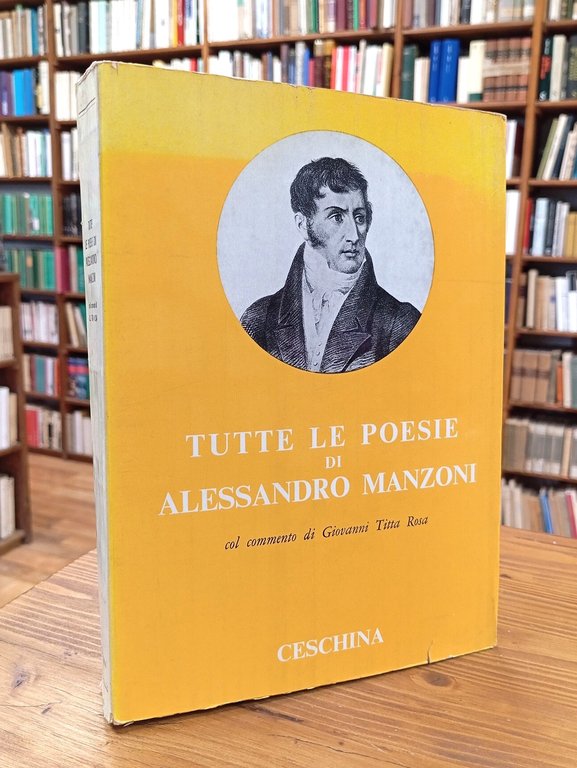 TUTTE LE POESIE
DI
ALESSANDRO MANZONI
col commento di Giovanni Titta Rosa
CESCHINA